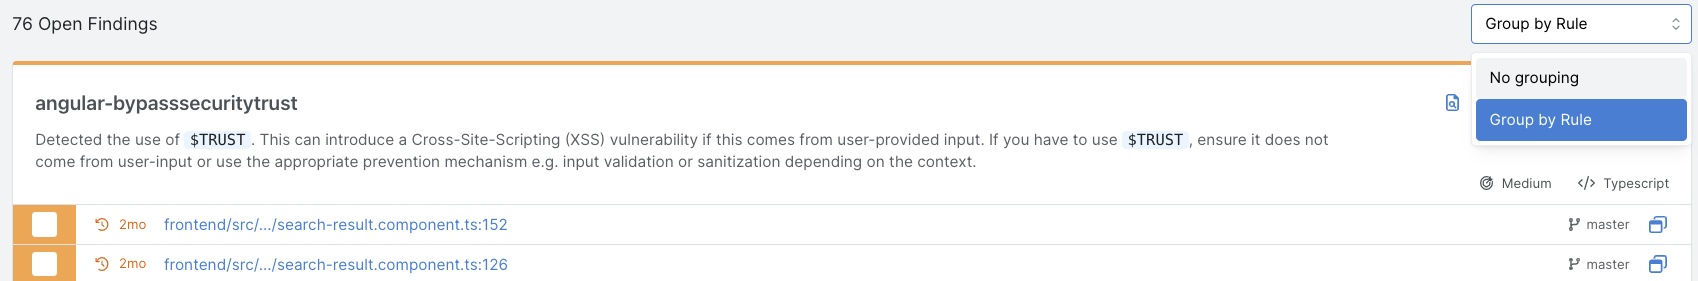 76 Open Findings
Group by Rule
No grouping
Group by Rule
angular-bypasssecuritytrust
Detected the use of $TRUST. This can introduce a Cross-Site-Scripting (XSS) vulnerability if this comes from user-provided input. If you have to use $TRUST, ensure it does not
come from user-input or use the appropriate prevention mechanism e.g. input validation or sanitization depending on the context.
Medium </> Typescript
2mo frontend/src/.../search-result.component.ts:152 master
2mo frontend/src/.../search-result.component.ts:126 master